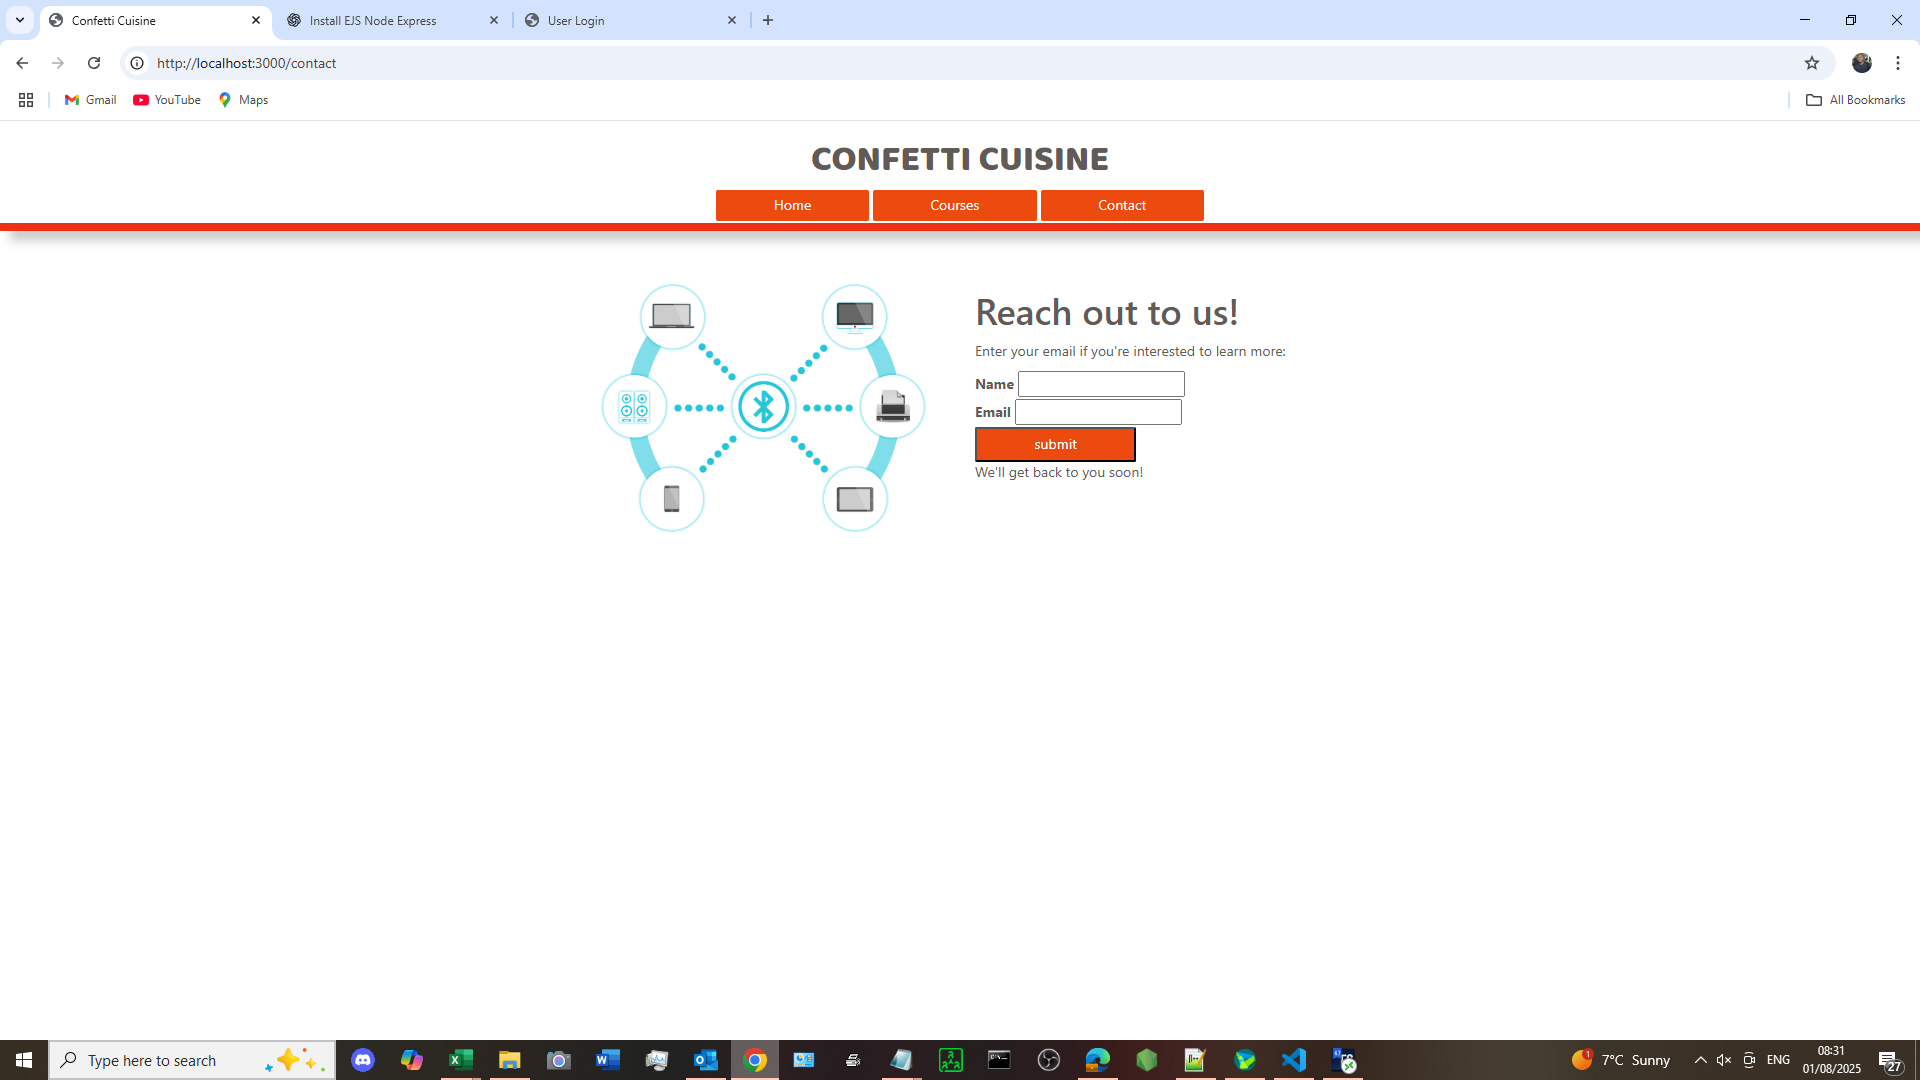 Confetti Cuisine
Install EJS Node Express
User Login
http://localhost:3000/contact
Gmail
YouTube
Maps
All Bookmarks
CONFETTI CUISINE
Home
Courses
Contact
Reach out to us!
Enter your email if you're interested to learn more:
Name
Email
submit
We'll get back to you soon!
Type here to search
1
7°C Sunny
ENG
08:31
01/08/2025
27